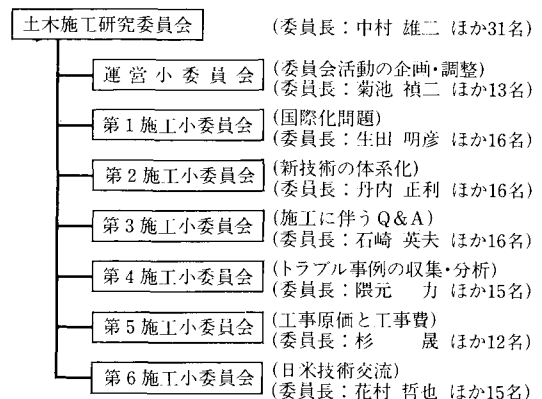 土木施工研究委員会 (委員長：中村 雄二 ほか31名)
運営小委員会 (委員会活動の企画・調整)
(委員長：菊池 禎二 ほか13名)
第1施工小委員会 (国際化問題)
(委員長：生田 明彦 ほか16名)
第2施工小委員会 (新技術の体系化)
(委員長：丹内 正利 ほか16名)
第3施工小委員会 (施工に伴うQ&A)
(委員長：石崎 英夫 ほか16名)
第4施工小委員会 (トラブル事例の収集・分析)
(委員長：隈元 力 ほか15名)
第5施工小委員会 (工事原価と工事費)
(委員長：杉 晟 ほか12名)
第6施工小委員会 (日米技術交流)
(委員長：花村 哲也 ほか15名)